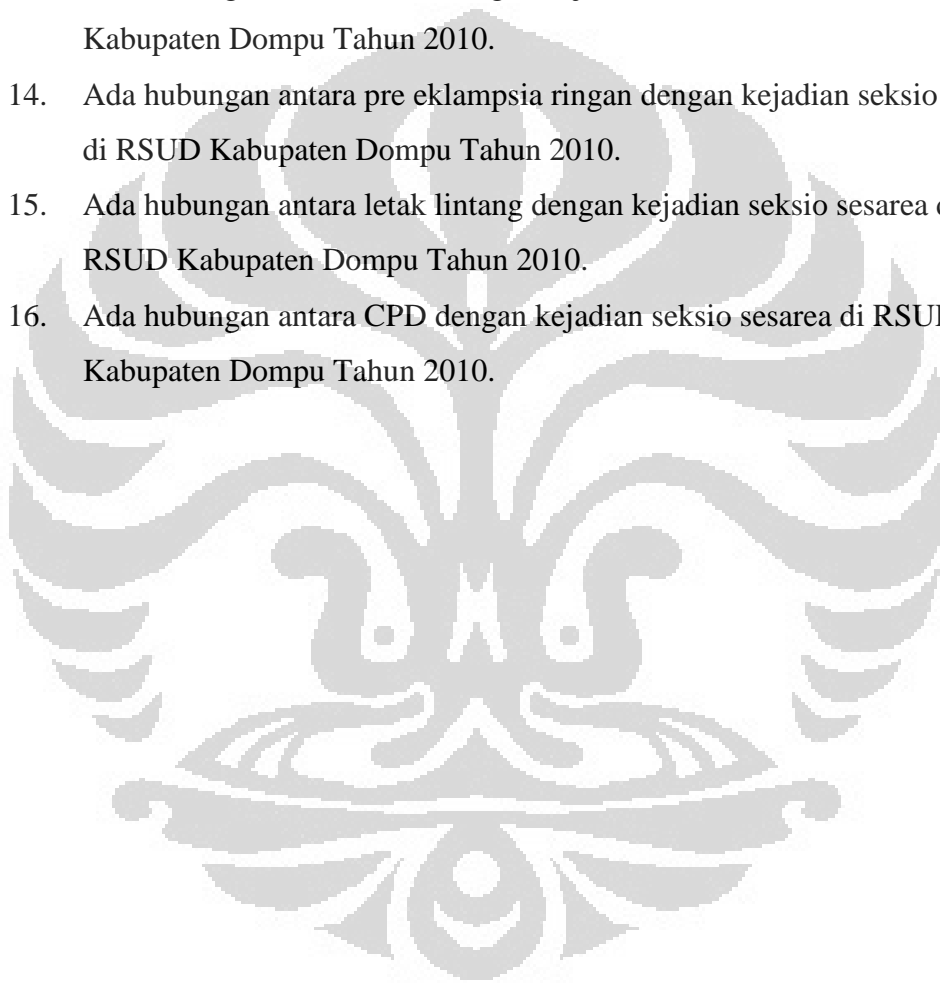 Kabupaten Dompu Tahun 2010.
14. Ada hubungan antara pre eklampsia ringan dengan kejadian seksio
di RSUD Kabupaten Dompu Tahun 2010.
15. Ada hubungan antara letak lintang dengan kejadian seksio sesarea
RSUD Kabupaten Dompu Tahun 2010.
16. Ada hubungan antara CPD dengan kejadian seksio sesarea di RSUD
Kabupaten Dompu Tahun 2010.